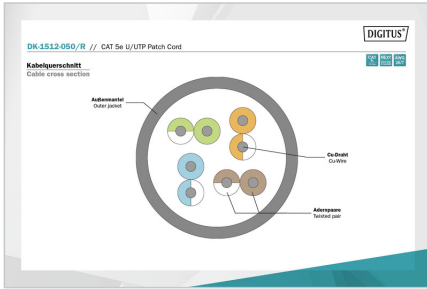 DIGITUS®
DK-1512-050/R // CAT 5e U/UTP Patch Cord
Kabelquerschnitt
Cable cross section
Außenmantel
Outer jacket
Cu-Draht
Cu-Wire
Aderpaare
Twisted pair